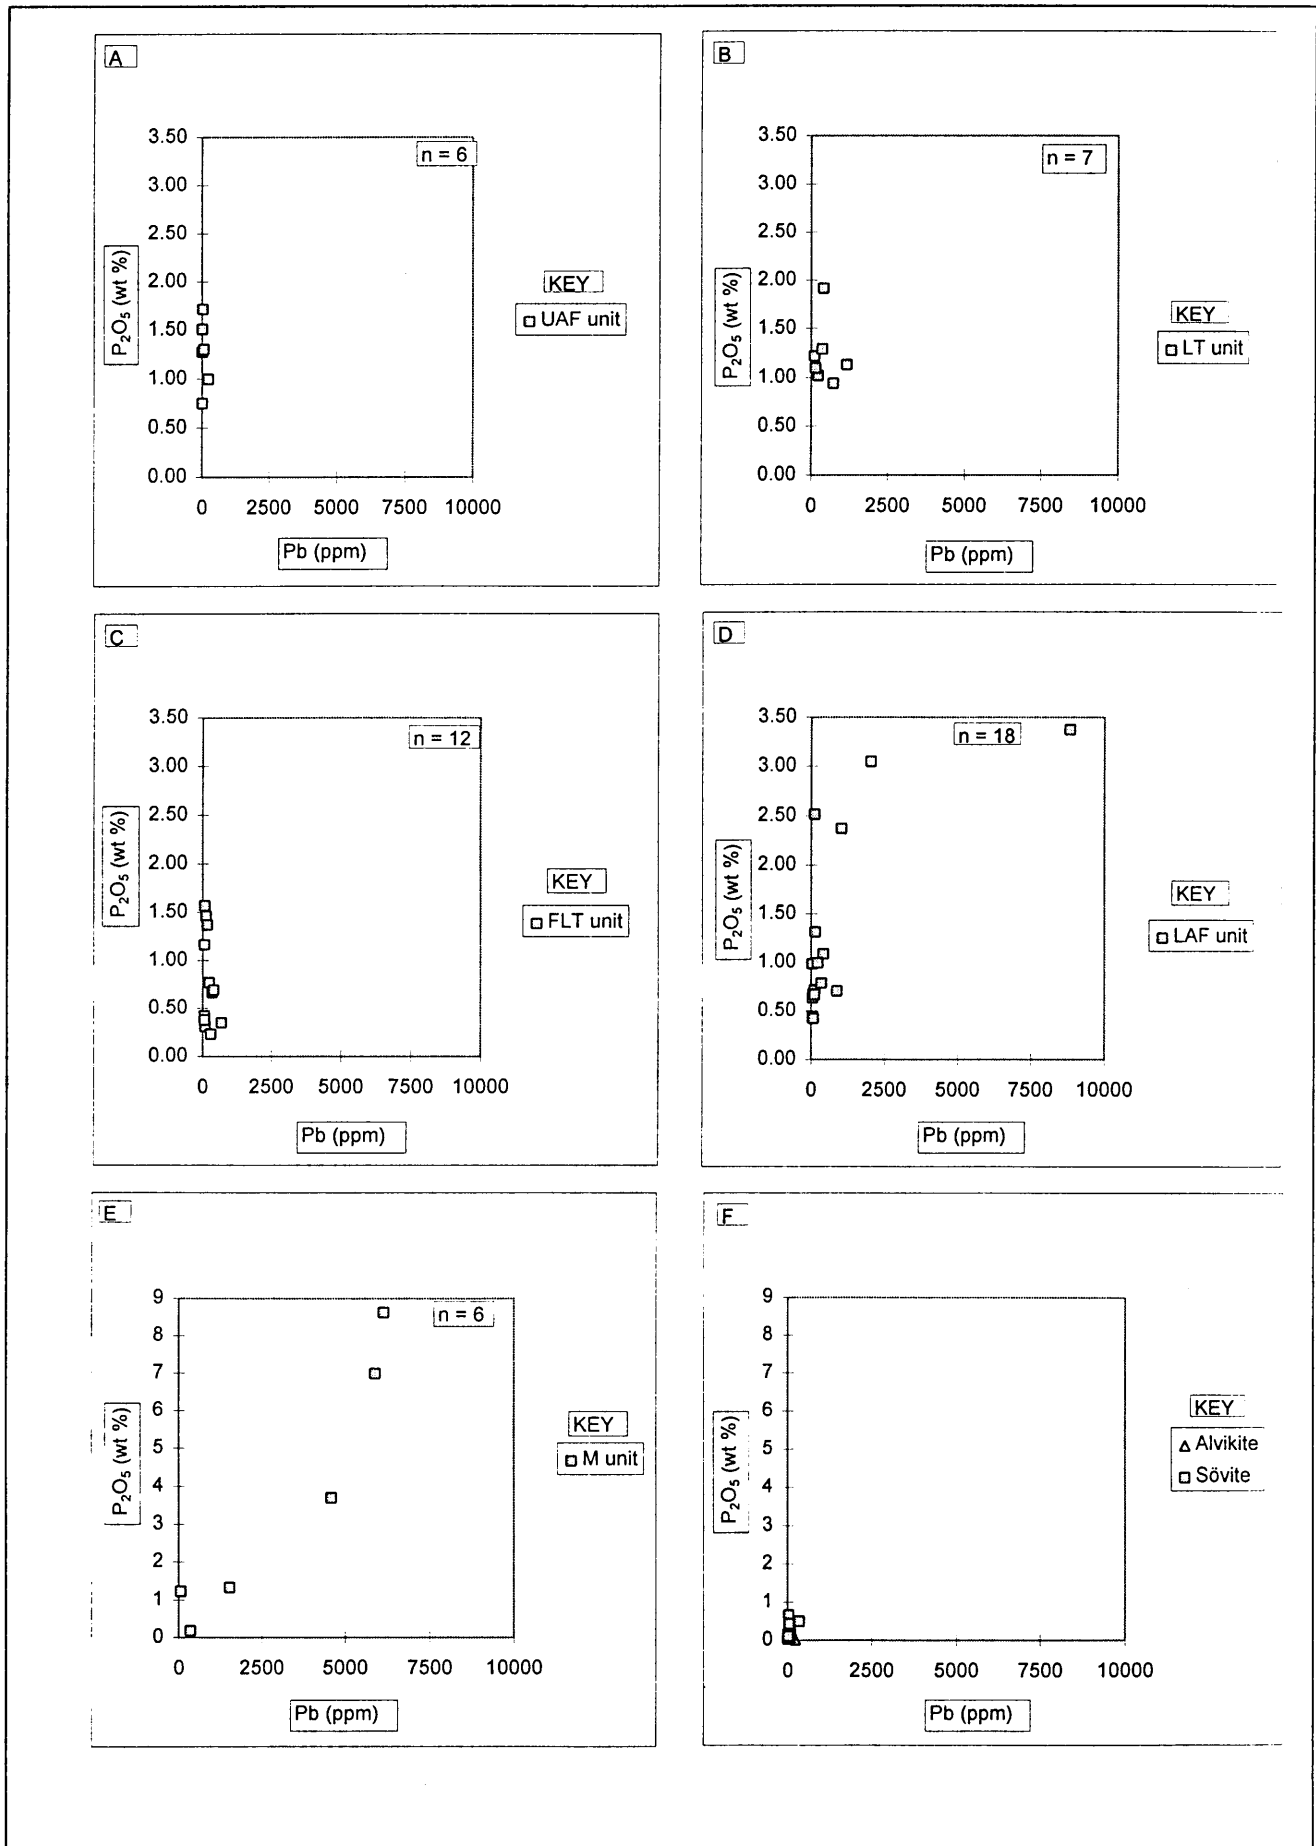 A
n = 6
3.50
3.00
2.50
2.00
1.50
1.00
0.50
0.00
P₂O₅ (wt %)
0 2500 5000 7500 10000
Pb (ppm)
KEY
UAF unit
B
n = 7
3.50
3.00
2.50
2.00
1.50
1.00
0.50
0.00
P₂O₅ (wt %)
0 2500 5000 7500 10000
Pb (ppm)
KEY
LT unit
C
n = 12
3.50
3.00
2.50
2.00
1.50
1.00
0.50
0.00
P₂O₅ (wt %)
0 2500 5000 7500 10000
Pb (ppm)
KEY
FLT unit
D
n = 18
3.50
3.00
2.50
2.00
1.50
1.00
0.50
0.00
P₂O₅ (wt %)
0 2500 5000 7500 10000
Pb (ppm)
KEY
LAF unit
E
n = 6
9
8
7
6
5
4
3
2
1
0
P₂O₅ (wt %)
0 2500 5000 7500 10000
Pb (ppm)
KEY
M unit
F
9
8
7
6
5
4
3
2
1
0
P₂O₅ (wt %)
0 2500 5000 7500 10000
Pb (ppm)
KEY
Alvikite
Sövite